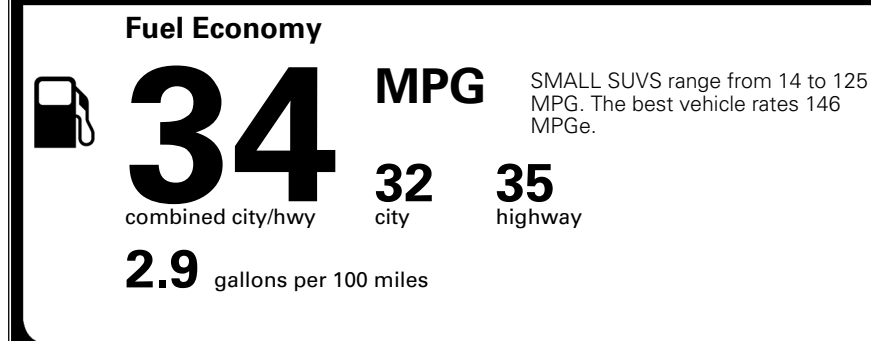 Fuel Economy
34 MPG
SMALL SUVS range from 14 to 125
MPG. The best vehicle rates 146
MPGe.
32 35
combined city/hwy city highway
2.9 gallons per 100 miles